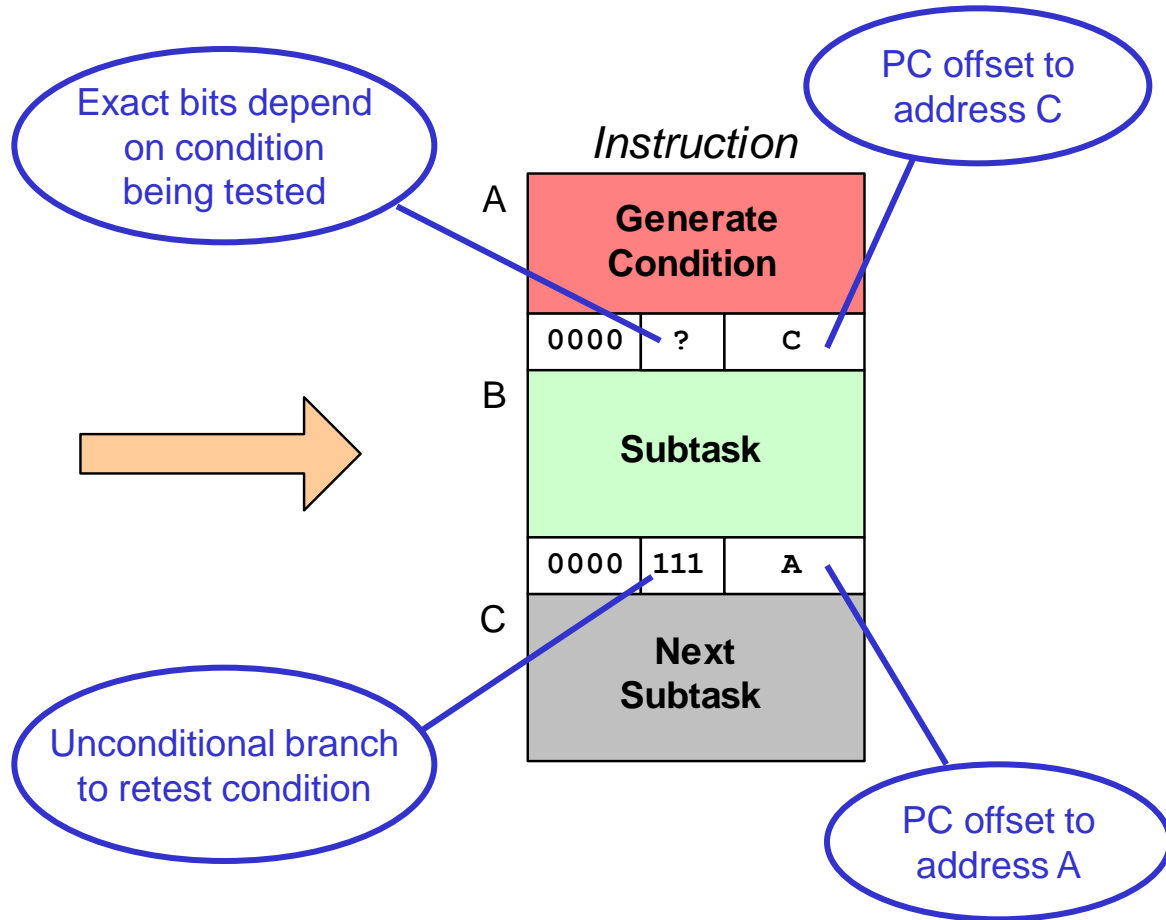 Exact bits depend
on condition
being tested
PC offset to
address C
Instruction
A
Generate
Condition
0000 ? C
B
Subtask
0000 111 A
C
Next
Subtask
Unconditional branch
to retest condition
PC offset to
address A